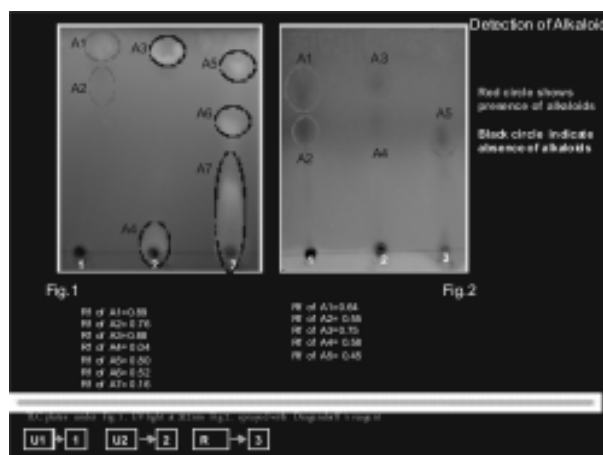 Detection of Alkaloid
A1
A2
A3
A4
A5
A6
A7
1
2
3
A1
A2
A3
A4
A5
1
2
3
Red circle shows
presence of alkaloids
Black circle indicate
absence of alkaloids
Fig.1
Fig.2
Rf of A1=0.89
Rf of A2=0.76
Rf of A3=0.88
Rf of A4=0.04
Rf of A5=0.80
Rf of A6=0.52
Rf of A7=0.16
Rf of A1=0.64
Rf of A2=0.55
Rf of A3=0.75
Rf of A4=0.58
Rf of A5=0.45
U1 → 1 U2 → 2 R → 3